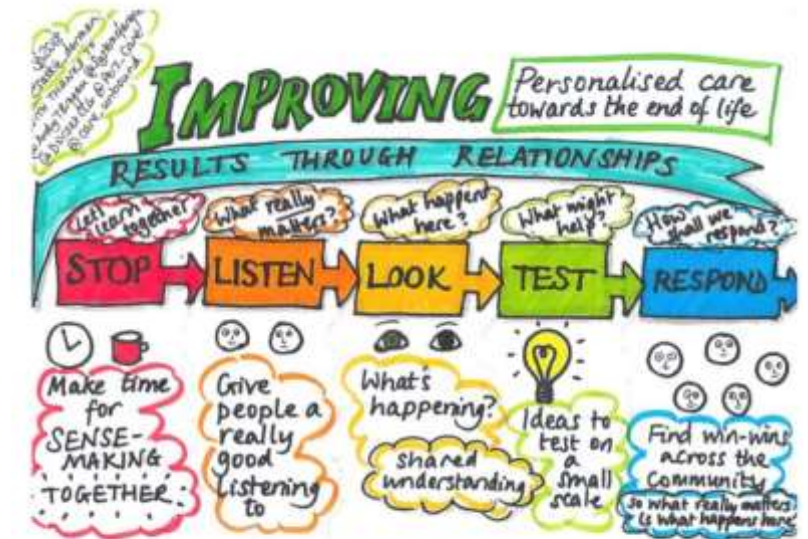 IMPROVING
Personalised care
towards the end of life
RESULTS THROUGH RELATIONSHIPS
Let's
learn
together
What really
matters?
What happens
here?
What might
help?
How
shall we
respond?
STOP
LISTEN
LOOK
TEST
RESPOND
Make time
for
SENSE-
MAKING
TOGETHER
Give
people a
really
good
listening
to
What's
happening?
Shared
understanding
Ideas to
test on
a
small
scale
Find win-wins
across the
Community
so what really matters
is what happens here